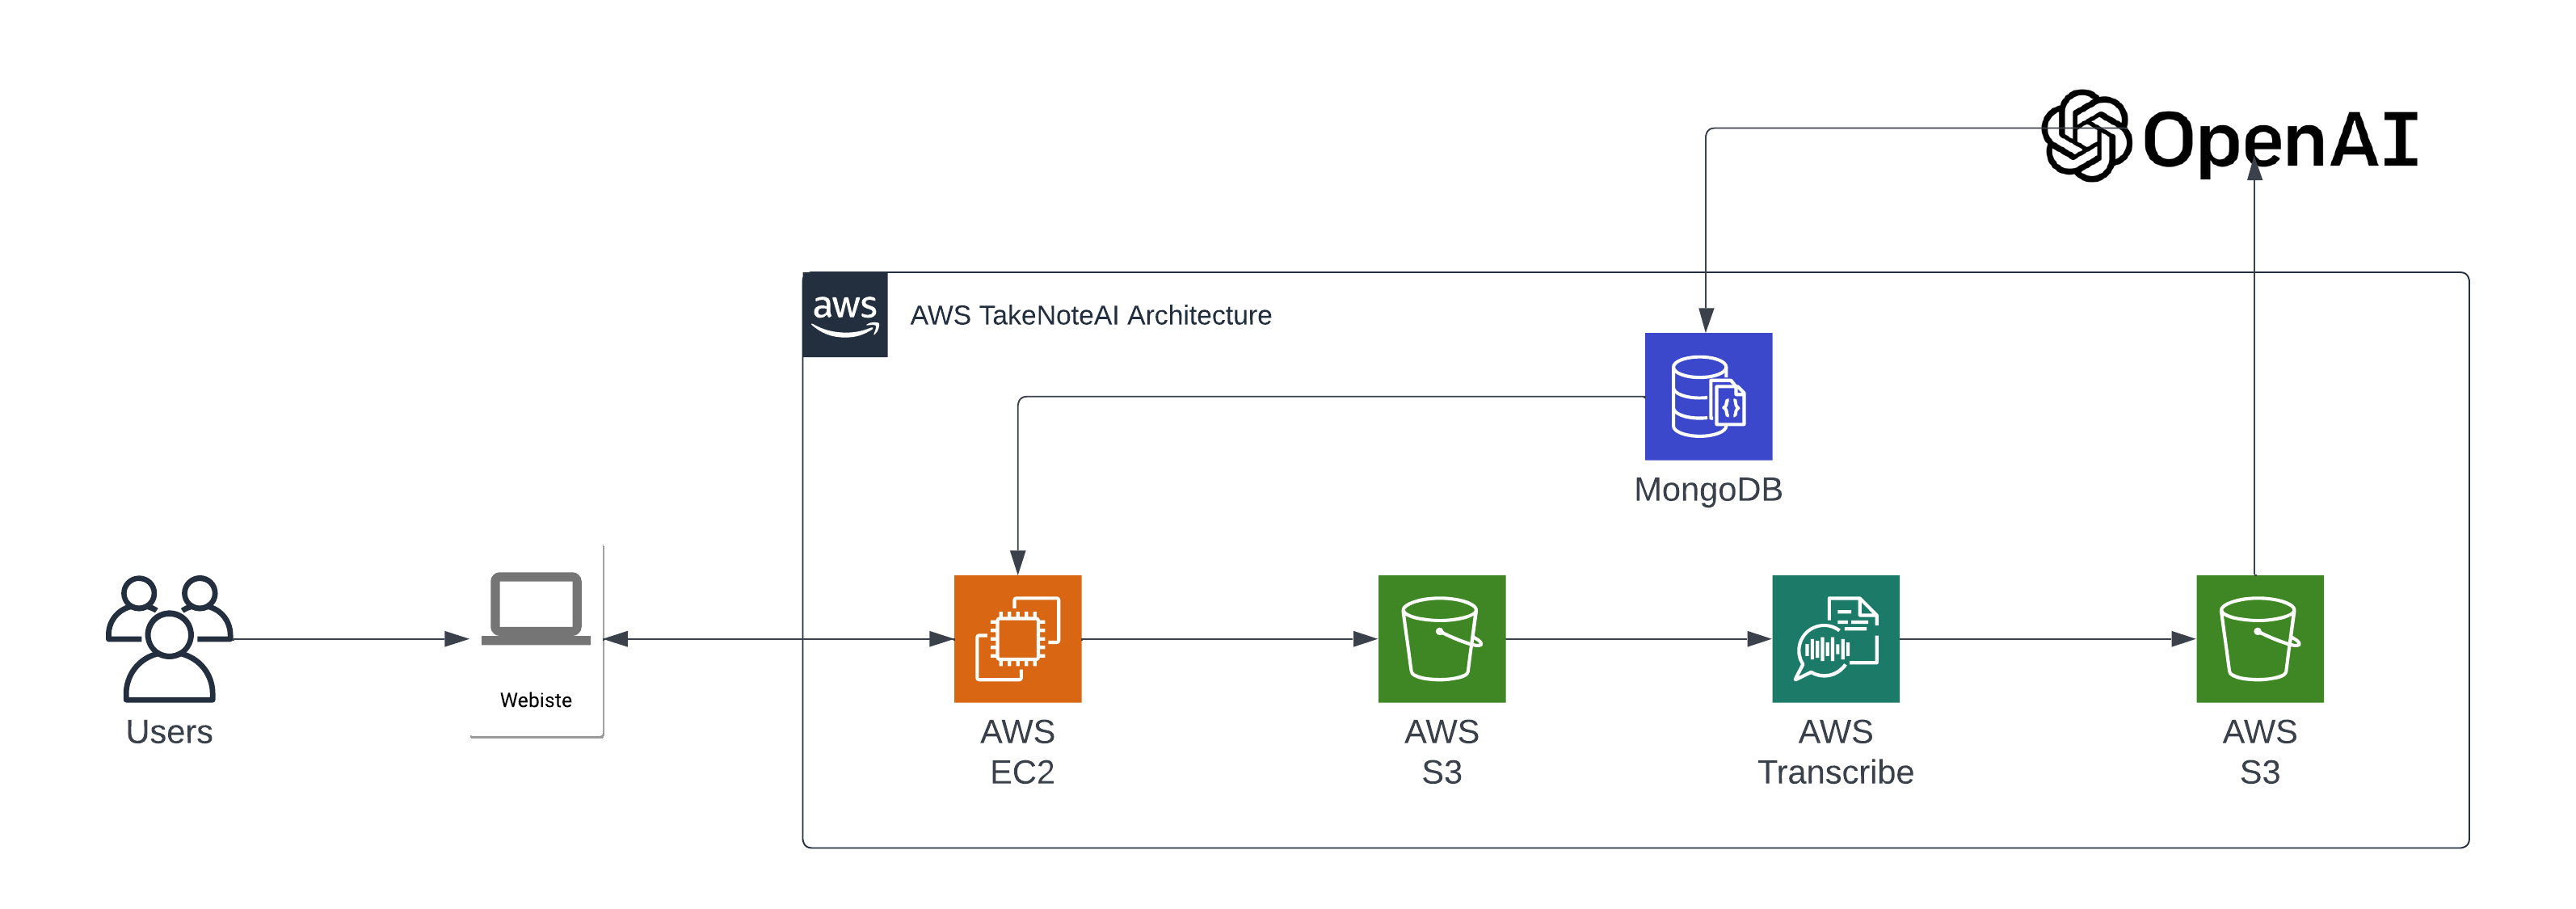 OpenAI
aws
AWS TakeNoteAI Architecture
MongoDB
Webiste
Users
AWS
EC2
AWS
S3
AWS
Transcribe
AWS
S3